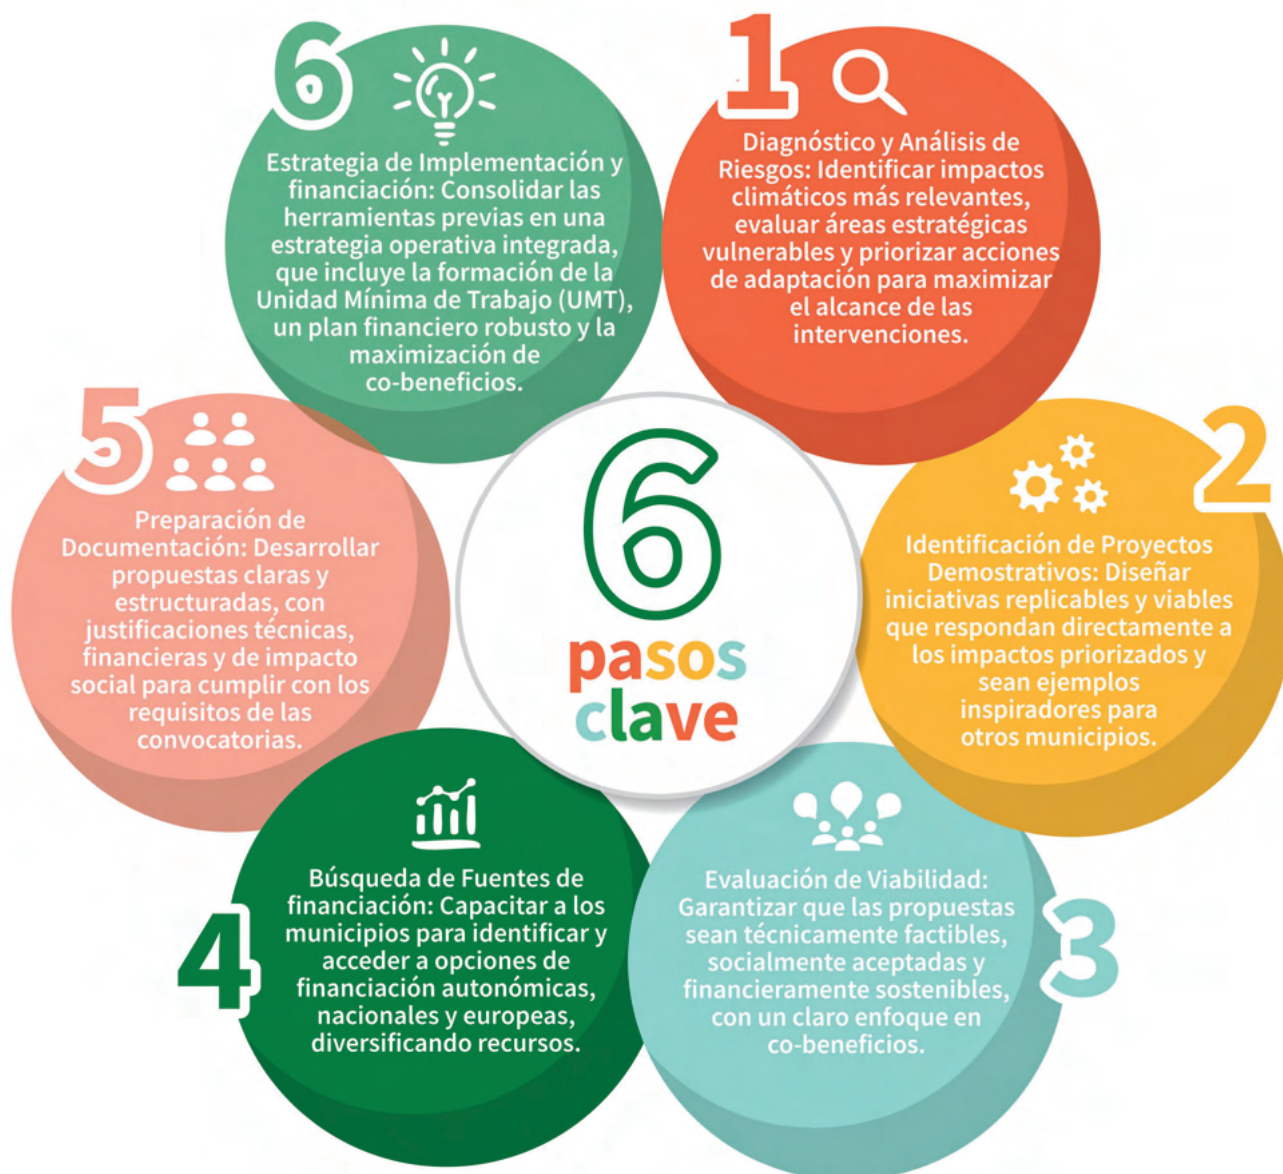 6
pasos
clave
1
Diagnóstico y Análisis de
Riesgos: Identificar impactos
climáticos más relevantes,
evaluar áreas estratégicas
vulnerables y priorizar acciones
de adaptación para maximizar
el alcance de las
intervenciones.
2
Identificación de Proyectos
Demostrativos: Diseñar
iniciativas replicables y viables
que respondan directamente a
los impactos priorizados y
sean ejemplos
inspiradores para
otros municipios.
3
Evaluación de Viabilidad:
Garantizar que las propuestas
sean técnicamente factibles,
socialmente aceptadas y
financieramente sostenibles,
con un claro enfoque en
co-beneficios.
4
Búsqueda de Fuentes de
financiación: Capacitar a los
municipios para identificar y
acceder a opciones de
financiación autonómicas,
nacionales y europeas,
diversificando recursos.
5
Preparación de
Documentación: Desarrollar
propuestas claras y
estructuradas, con
justificaciones técnicas,
financieras y de impacto
social para cumplir con los
requisitos de las
convocatorias.
6
Estrategia de Implementación y
financiación: Consolidar las
herramientas previas en una
estrategia operativa integrada,
que incluye la formación de la
Unidad Mínima de Trabajo (UMT),
un plan financiero robusto y la
maximización de
co-beneficios.